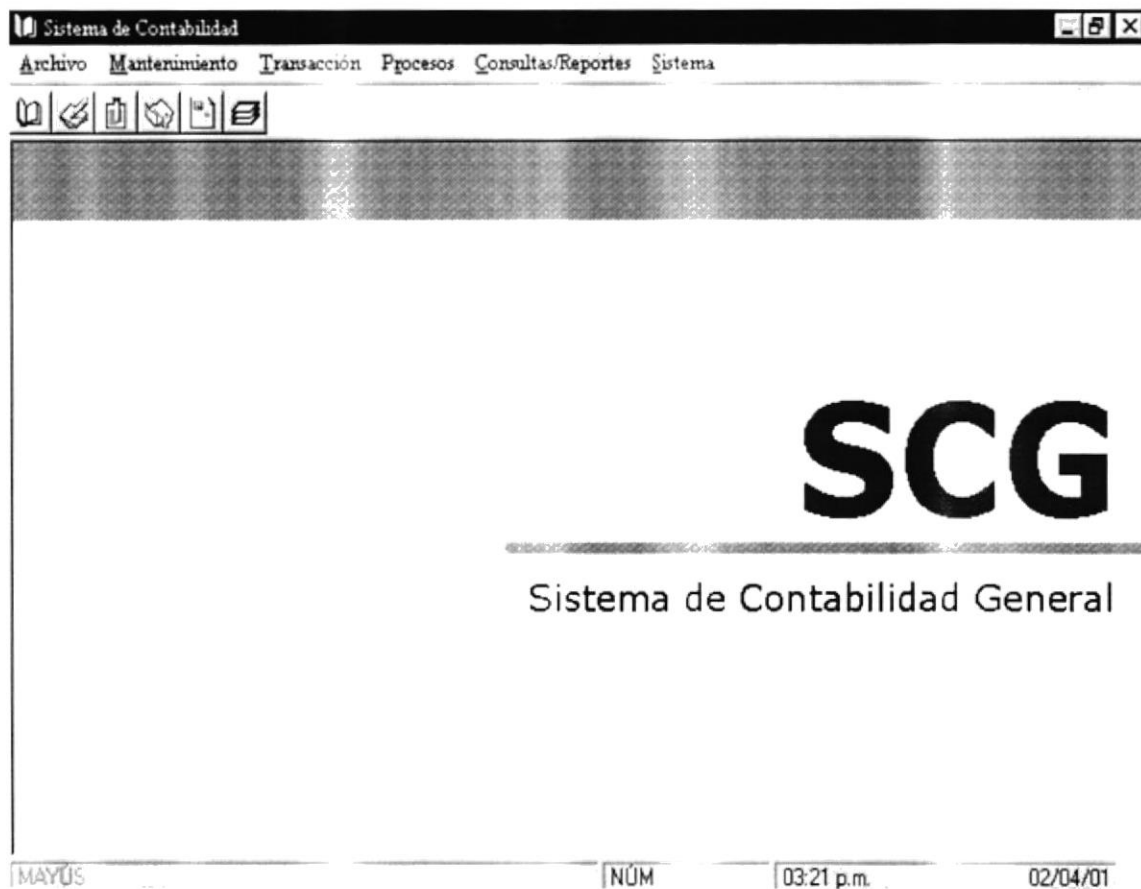 Sistema de Contabilidad
Archivo Mantenimiento Transacción Procesos Consultas/Reportes Sistema
SCG
Sistema de Contabilidad General
MAYÚS NÚM 03:21 p.m. 02/04/01